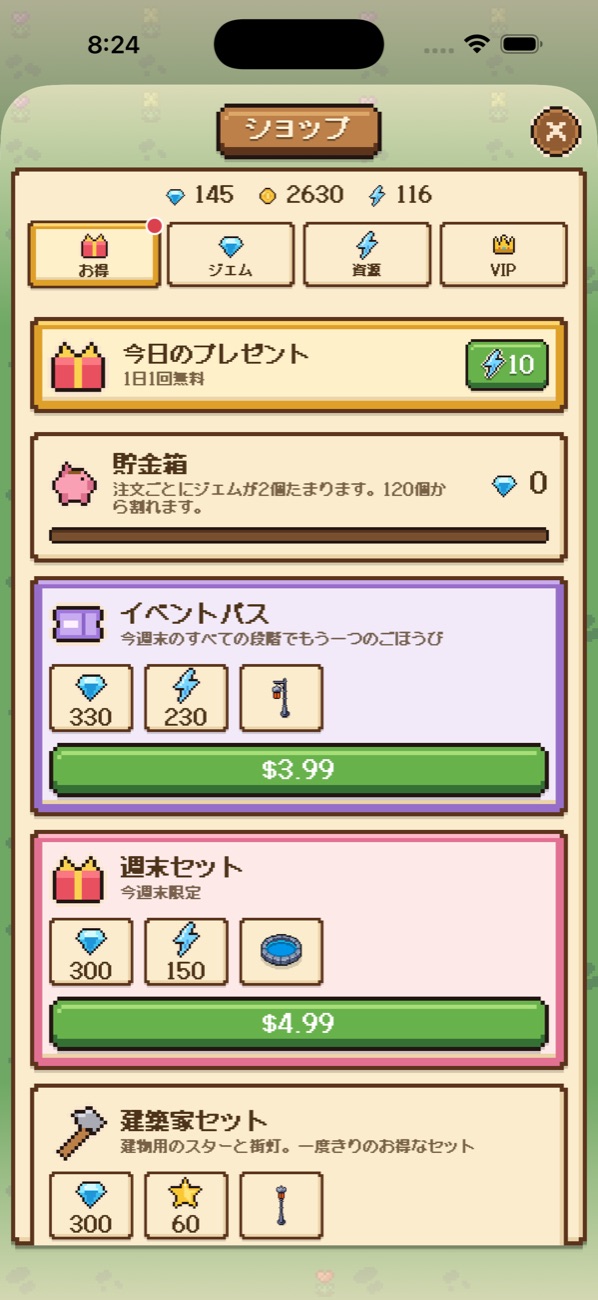 8:24
ショップ
145 2630 116
お得 ジェム 資源 VIP
今日のプレゼント
1日1回無料
10
貯金箱
注文ごとにジェムが2個たまります。120個か
ら割れます。
0
イベントパス
今週末のすべての段階でもう一つのごほうび
330 230
$3.99
週末セット
今週末限定
300 150
$4.99
建築家セット
建物用のスターと街灯。一度きりのお得なセット
300 60